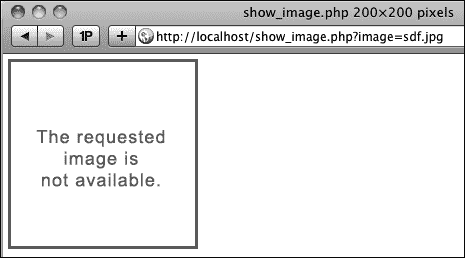 show_image.php 200×200 pixels
1P
+
http://localhost/show_image.php?image=sdf.jpg
The requested
image is
not available.